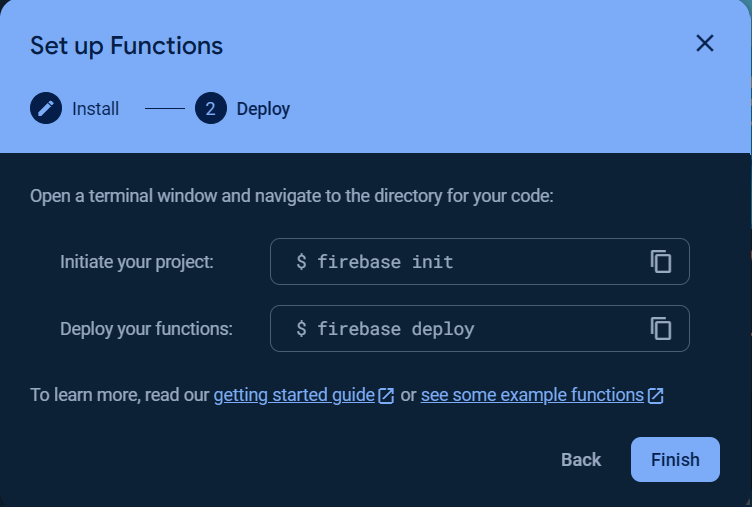 Set up Functions
Install
2 Deploy
Open a terminal window and navigate to the directory for your code:
Initiate your project: $ firebase init
Deploy your functions: $ firebase deploy
To learn more, read our getting started guide or see some example functions
Back Finish